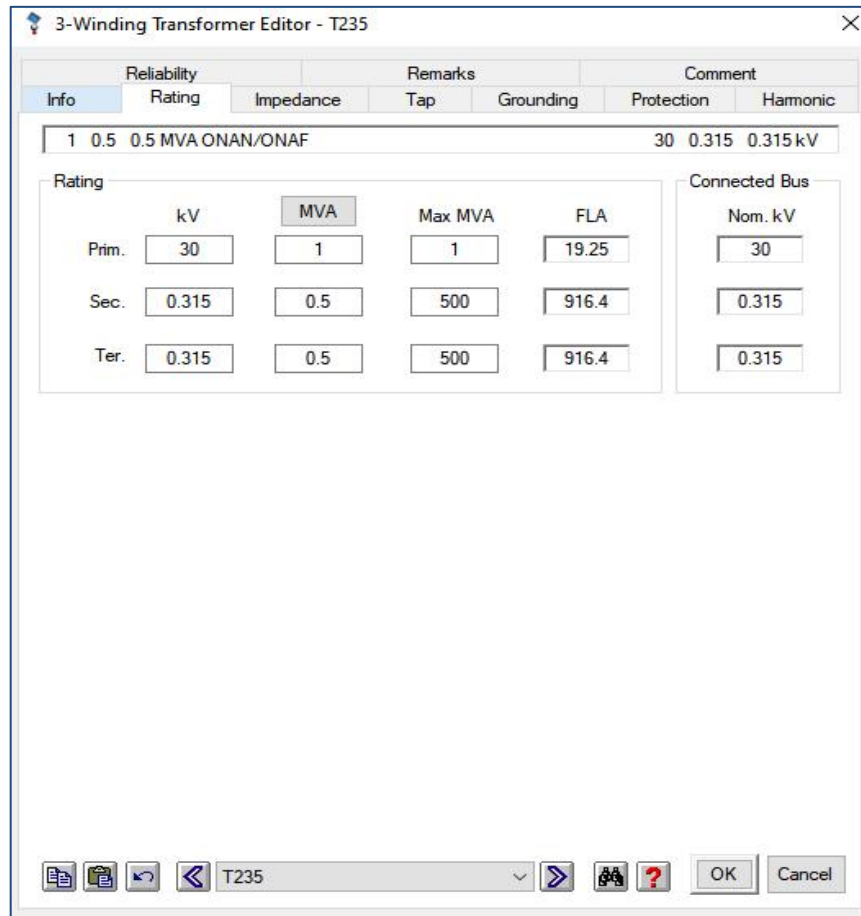 3-Winding Transformer Editor - T235
Reliability Remarks Comment
Info Rating Impedance Tap Grounding Protection Harmonic
1 0.5 0.5 MVA ONAN/ONAF 30 0.315 0.315 kV
Rating Connected Bus
kV MVA Max MVA FLA Nom. kV
Prim. 30 1 1 19.25 30
Sec. 0.315 0.5 500 916.4 0.315
Ter. 0.315 0.5 500 916.4 0.315
T235 ? OK Cancel